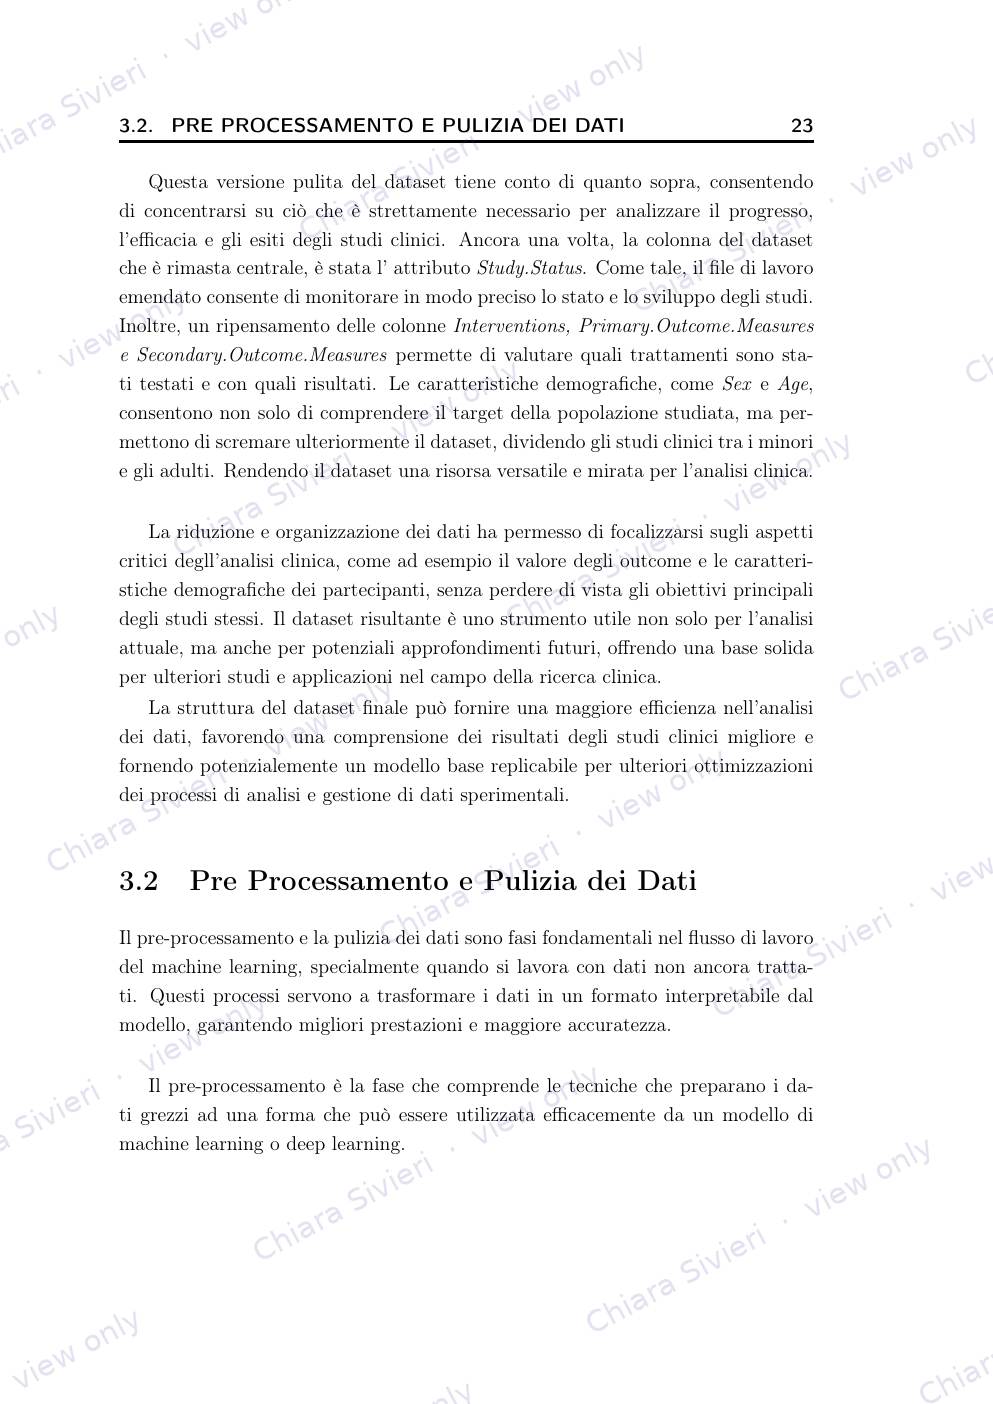 3.2. PRE PROCESSAMENTO E PULIZIA DEI DATI 23
Questa versione pulita del dataset tiene conto di quanto sopra, consentendo
di concentrarsi su ciò che è strettamente necessario per analizzare il progresso,
l'efficacia e gli esiti degli studi clinici. Ancora una volta, la colonna del dataset
che è rimasta centrale, è stata l' attributo Study.Status. Come tale, il file di lavoro
emendato consente di monitorare in modo preciso lo stato e lo sviluppo degli studi.
Inoltre, un ripensamento delle colonne Interventions, Primary.Outcome.Measures
e Secondary.Outcome.Measures permette di valutare quali trattamenti sono sta-
ti testati e con quali risultati. Le caratteristiche demografiche, come Sex e Age,
consentono non solo di comprendere il target della popolazione studiata, ma per-
mettono di scremare ulteriormente il dataset, dividendo gli studi clinici tra i minori
e gli adulti. Rendendo il dataset una risorsa versatile e mirata per l'analisi clinica.
La riduzione e organizzazione dei dati ha permesso di focalizzarsi sugli aspetti
critici degll'analisi clinica, come ad esempio il valore degli outcome e le caratteri-
stiche demografiche dei partecipanti, senza perdere di vista gli obiettivi principali
degli studi stessi. Il dataset risultante è uno strumento utile non solo per l'analisi
attuale, ma anche per potenziali approfondimenti futuri, offrendo una base solida
per ulteriori studi e applicazioni nel campo della ricerca clinica.
La struttura del dataset finale può fornire una maggiore efficienza nell'analisi
dei dati, favorendo una comprensione dei risultati degli studi clinici migliore e
fornendo potenzialemente un modello base replicabile per ulteriori ottimizzazioni
dei processi di analisi e gestione di dati sperimentali.
3.2 Pre Processamento e Pulizia dei Dati
Il pre-processamento e la pulizia dei dati sono fasi fondamentali nel flusso di lavoro
del machine learning, specialmente quando si lavora con dati non ancora tratta-
ti. Questi processi servono a trasformare i dati in un formato interpretabile dal
modello, garantendo migliori prestazioni e maggiore accuratezza.
Il pre-processamento è la fase che comprende le tecniche che preparano i da-
ti grezzi ad una forma che può essere utilizzata efficacemente da un modello di
machine learning o deep learning.
Chiara Sivieri · view only